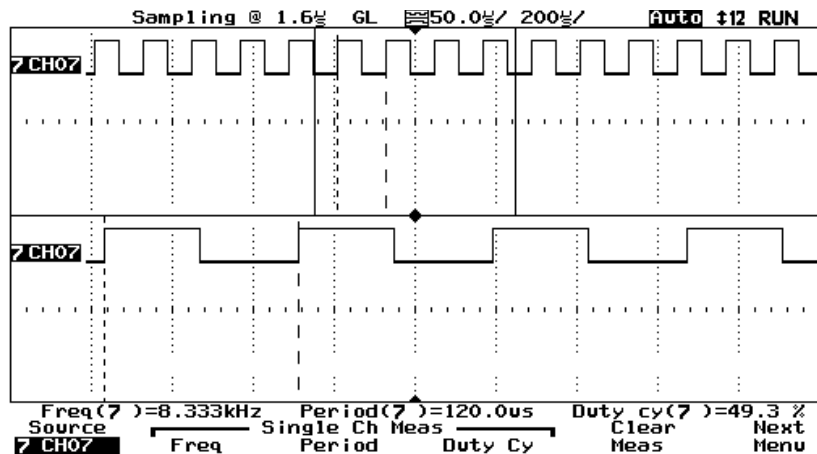 Sampling @ 1.6㎲ GL 50.0㎲/ 200㎲/ Auto ↕12 RUN
7 CH07
7 CH07
Freq(7 )=8.333kHz Period(7 )=120.0us Duty cy(7 )=49.3 %
Source Single Ch Meas Clear Next
7 CH07 Freq Period Duty Cy Meas Menu